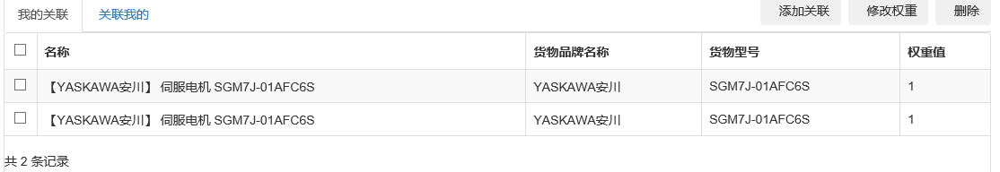 我的关联 关联我的 添加关联 修改权重 删除
名称 货物品牌名称 货物型号 权重值
【YASKAWA安川】 伺服电机 SGM7J-01AFC6S YASKAWA安川 SGM7J-01AFC6S 1
【YASKAWA安川】 伺服电机 SGM7J-01AFC6S YASKAWA安川 SGM7J-01AFC6S 1
共 2 条记录